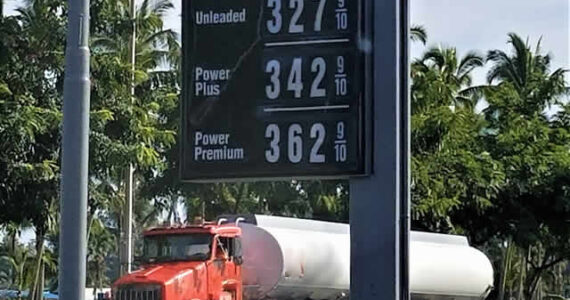 Unleaded 327 9/10
Power Plus 342 9/10
Power Premium 362 9/10